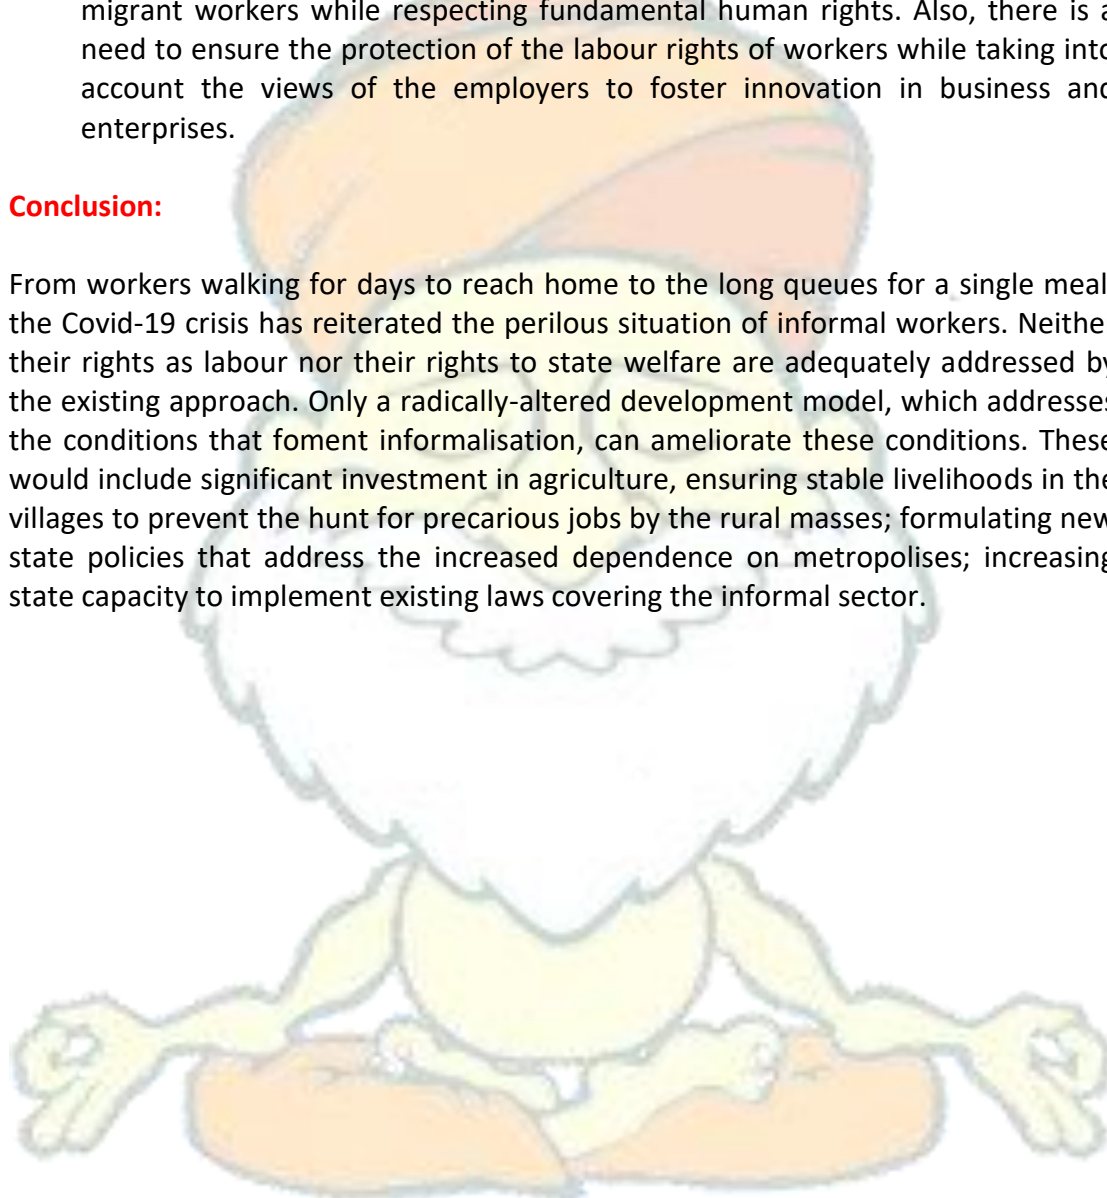 migrant workers while respecting fundamental human rights. Also, there is a
need to ensure the protection of the labour rights of workers while taking into
account the views of the employers to foster innovation in business and
enterprises.
Conclusion:
From workers walking for days to reach home to the long queues for a single meal
the Covid-19 crisis has reiterated the perilous situation of informal workers. Neither
their rights as labour nor their rights to state welfare are adequately addressed by
the existing approach. Only a radically-altered development model, which addresses
the conditions that foment informalisation, can ameliorate these conditions. These
would include significant investment in agriculture, ensuring stable livelihoods in the
villages to prevent the hunt for precarious jobs by the rural masses; formulating new
state policies that address the increased dependence on metropolises; increasing
state capacity to implement existing laws covering the informal sector.